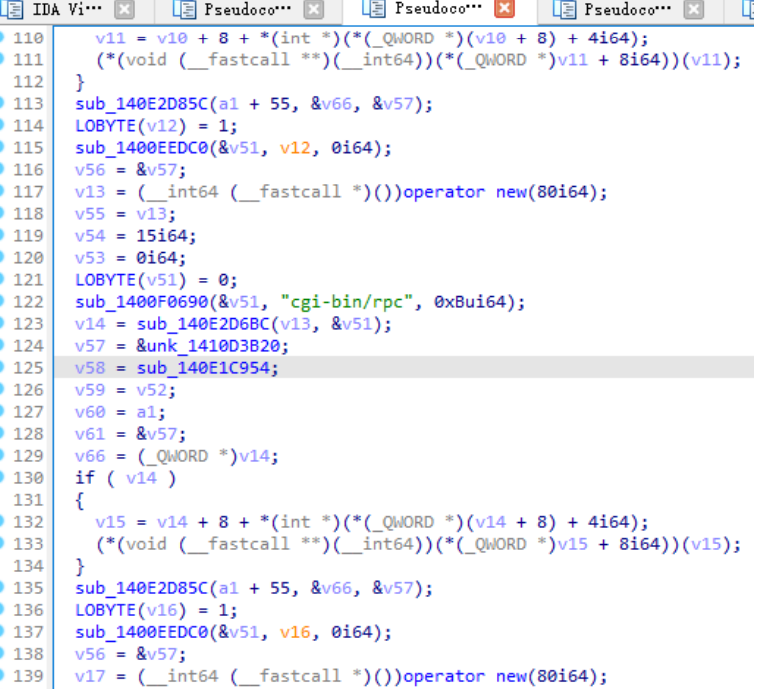 IDA Vi··· Pseudoco··· Pseudoco··· Pseudoco···
110 v11 = v10 + 8 + *(int *)(*(_QWORD *)(v10 + 8) + 4i64);
111 (*(void (__fastcall **)(__int64))(*(_QWORD *)v11 + 8i64))(v11);
112 }
113 sub_140E2D85C(a1 + 55, &v66, &v57);
114 LOBYTE(v12) = 1;
115 sub_1400EEDC0(&v51, v12, 0i64);
116 v56 = &v57;
117 v13 = (__int64 (__fastcall *)())operator new(80i64);
118 v55 = v13;
119 v54 = 15i64;
120 v53 = 0i64;
121 LOBYTE(v51) = 0;
122 sub_1400F0690(&v51, "cgi-bin/rpc", 0xBui64);
123 v14 = sub_140E2D6BC(v13, &v51);
124 v57 = &unk_1410D3B20;
125 v58 = sub_140E1C954;
126 v59 = v52;
127 v60 = a1;
128 v61 = &v57;
129 v66 = (_QWORD *)v14;
130 if ( v14 )
131 {
132 v15 = v14 + 8 + *(int *)(*(_QWORD *)(v14 + 8) + 4i64);
133 (*(void (__fastcall **)(__int64))(*(_QWORD *)v15 + 8i64))(v15);
134 }
135 sub_140E2D85C(a1 + 55, &v66, &v57);
136 LOBYTE(v16) = 1;
137 sub_1400EEDC0(&v51, v16, 0i64);
138 v56 = &v57;
139 v17 = (__int64 (__fastcall *)())operator new(80i64);